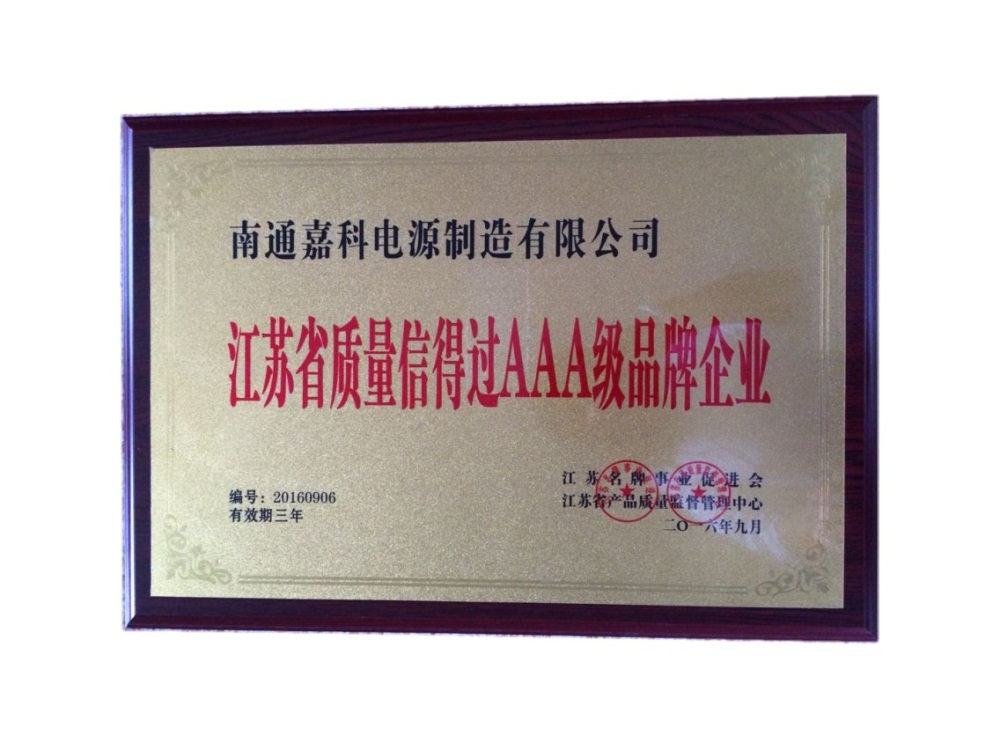 南通嘉科电源制造有限公司
江苏省质量信得过AAA级品牌企业
编号：20160906
有效期三年
江苏名牌事业促进会
江苏省产品质量监督管理中心
二〇一六年九月